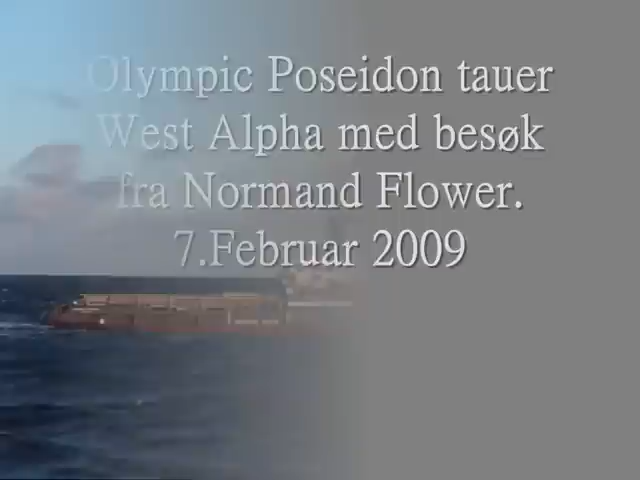 Olympic Poseidon tauer
West Alpha med besøk
fra Normand Flower.
7.Februar 2009